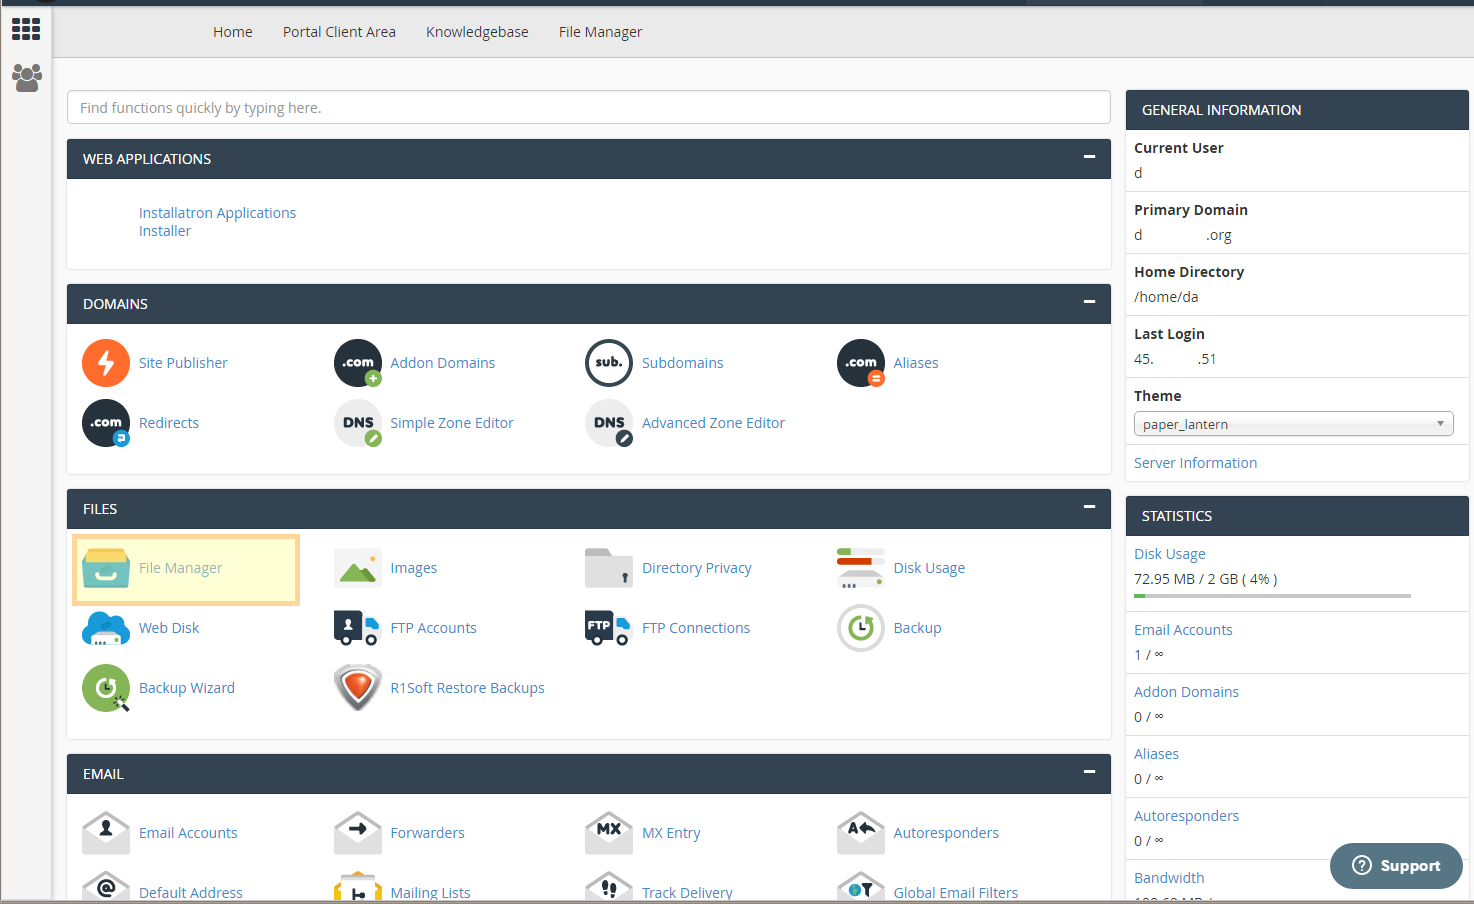 Home Portal Client Area Knowledgebase File Manager
Find functions quickly by typing here.
WEB APPLICATIONS
Installatron Applications
Installer
DOMAINS
Site Publisher
.com Addon Domains
sub. Subdomains
.com Aliases
.com Redirects
DNS Simple Zone Editor
DNS Advanced Zone Editor
FILES
File Manager
Images
Directory Privacy
Disk Usage
Web Disk
FTP Accounts
FTP FTP Connections
Backup
Backup Wizard
R1Soft Restore Backups
EMAIL
Email Accounts
Forwarders
MX MX Entry
A Autoresponders
@ Default Address
Mailing Lists
Track Delivery
Global Email Filters
GENERAL INFORMATION
Current User
d
Primary Domain
d .org
Home Directory
/home/da
Last Login
45. .51
Theme
paper_lantern
Server Information
STATISTICS
Disk Usage
72.95 MB / 2 GB ( 4% )
Email Accounts
1 / ∞
Addon Domains
0 / ∞
Aliases
0 / ∞
Autoresponders
0 / ∞
Bandwidth
? Support